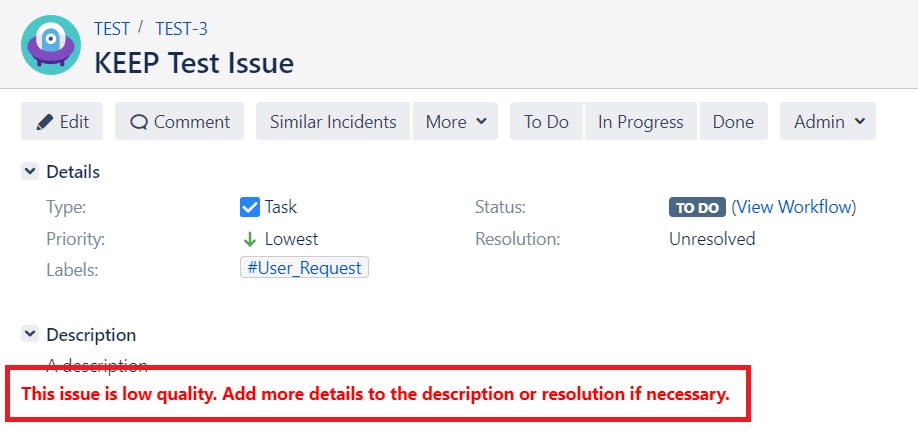 TEST / TEST-3
KEEP Test Issue
Edit Comment Similar Incidents More To Do In Progress Done Admin
Details
Type: Task Status: TO DO (View Workflow)
Priority: Lowest Resolution: Unresolved
Labels: #User_Request
Description
A description
This issue is low quality. Add more details to the description or resolution if necessary.